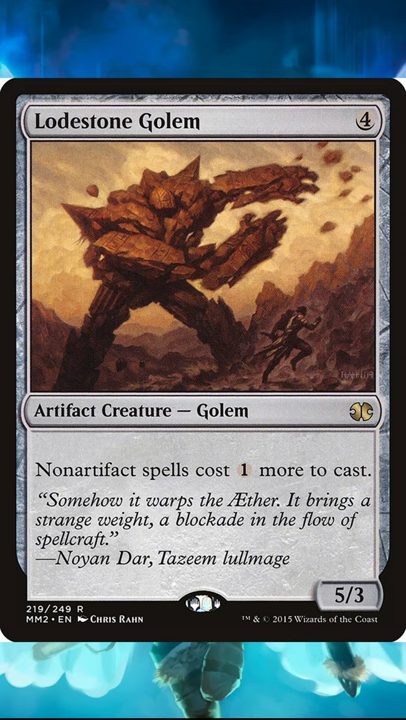 Lodestone Golem 4
Artifact Creature — Golem
Nonartifact spells cost 1 more to cast.
“Somehow it warps the Æther. It brings a
strange weight, a blockade in the flow of
spellcraft.”
—Noyan Dar, Tazeem lullmage
5/3
219/249 R
MM2 • EN Chris Rahn
™ & © 2015 Wizards of the Coast